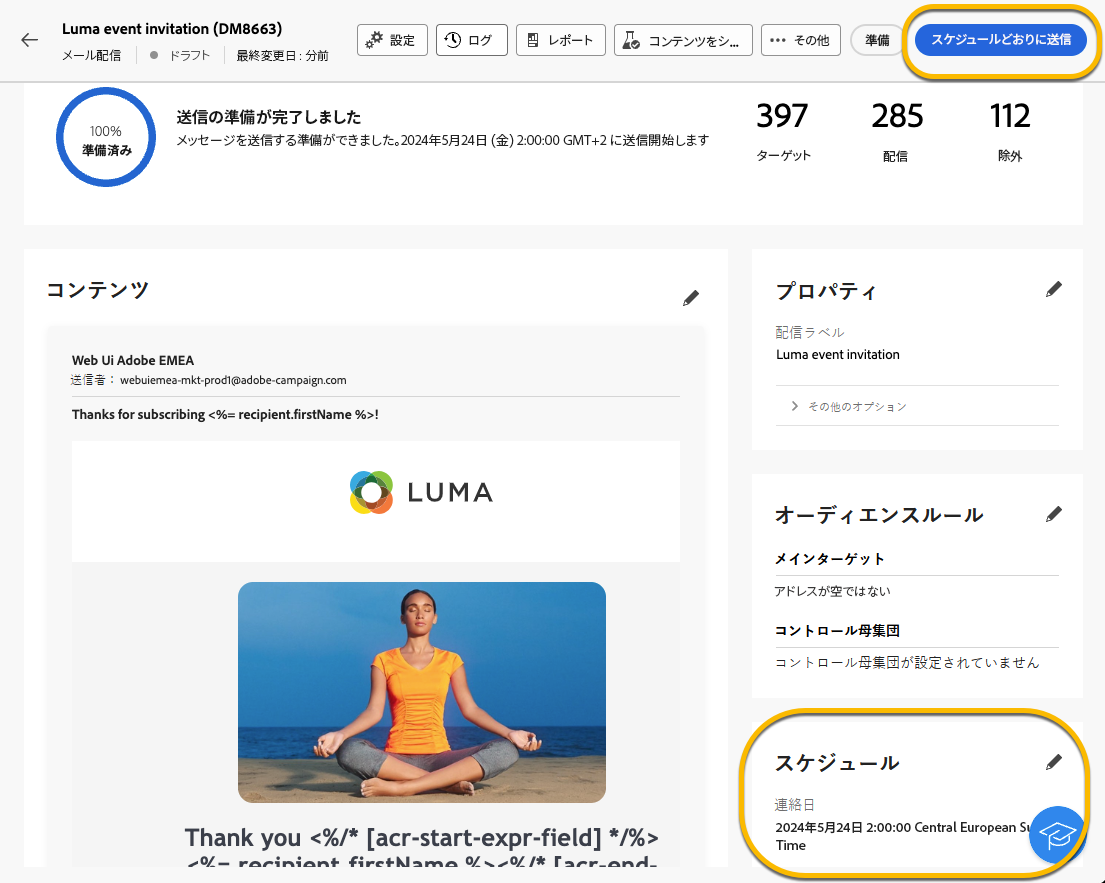 Luma event invitation (DM8663)
メール配信
ドラフト
最終変更日 : 分前
設定
ログ
レポート
コンテンツをシ...
その他
準備
スケジュールどおりに送信
100%
準備済み
送信の準備が完了しました
メッセージを送信する準備ができました。2024年5月24日 (金) 2:00:00 GMT+2 に送信開始します
397
ターゲット
285
配信
112
除外
コンテンツ
Web Ui Adobe EMEA
送信者： webuiemea-mkt-prod1@adobe-campaign.com
Thanks for subscribing <%= recipient.firstName %>!
LUMA
Thank you <%/* [acr-start-expr-field] */%>
<%= recipient.firstName %><%/* [acr-end-
プロパティ
配信ラベル
Luma event invitation
その他のオプション
オーディエンスルール
メインターゲット
アドレスが空ではない
コントロール母集団
コントロール母集団が設定されていません
スケジュール
連絡日
2024年5月24日 2:00:00 Central European
Time